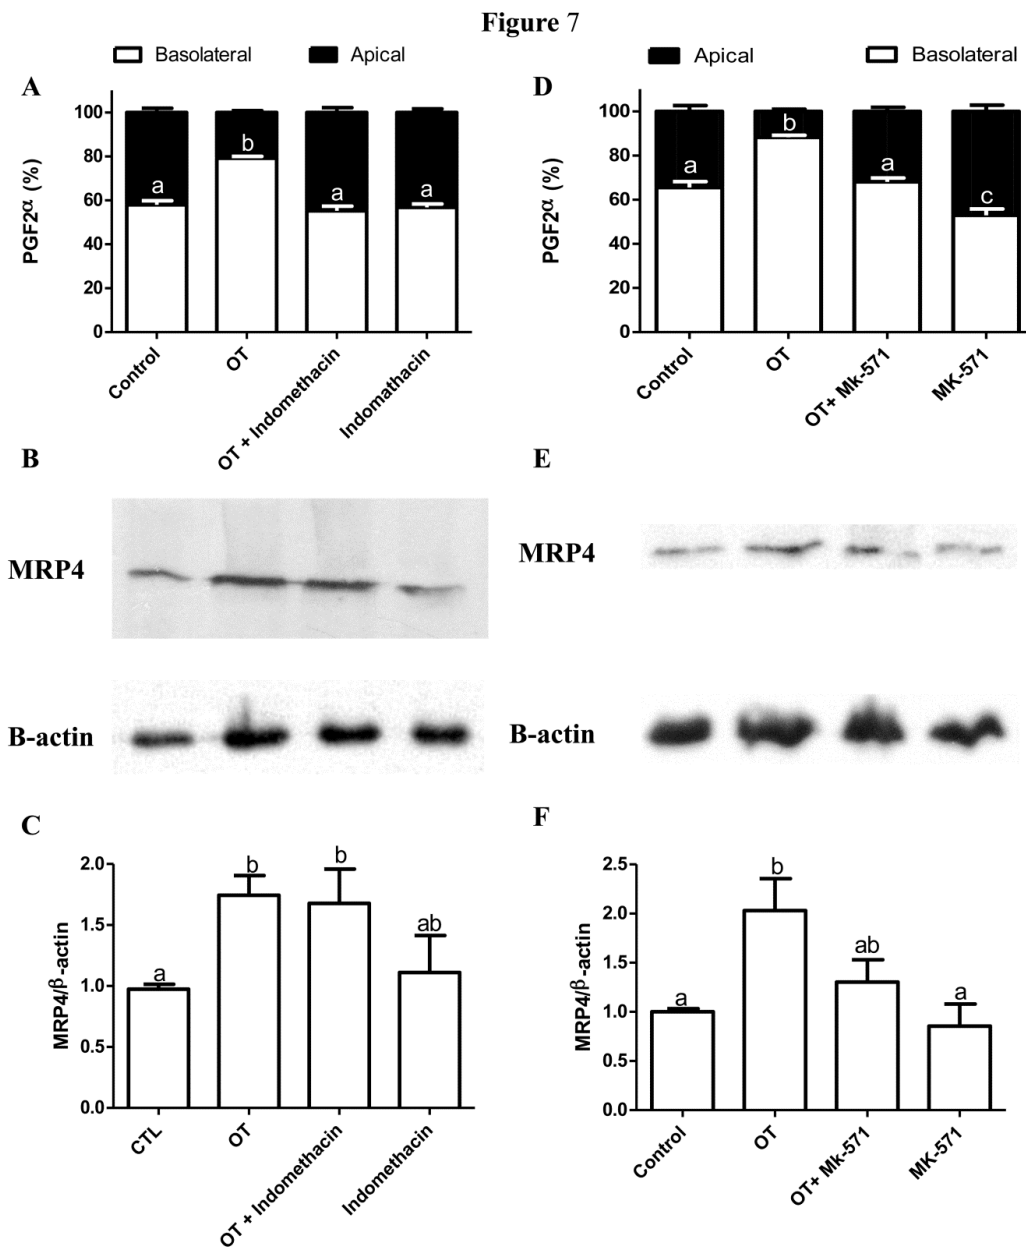 Figure 7
Basolateral Apical
A
PGF2α (%)
100
80
60
40
20
0
a
b
a
a
Control
OT
OT + Indomethacin
Indomathacin
Apical Basolateral
D
PGF2α (%)
100
80
60
40
20
0
a
b
a
c
Control
OT
OT+ Mk-571
MK-571
B
MRP4
B-actin
E
MRP4
B-actin
C
MRP4/β-actin
2.0
1.5
1.0
0.5
0.0
a
b
b
ab
CTL
OT
OT + Indomethacin
Indomethacin
F
MRP4/β-actin
2.5
2.0
1.5
1.0
0.5
0.0
a
b
ab
a
Control
OT
OT+ Mk-571
MK-571